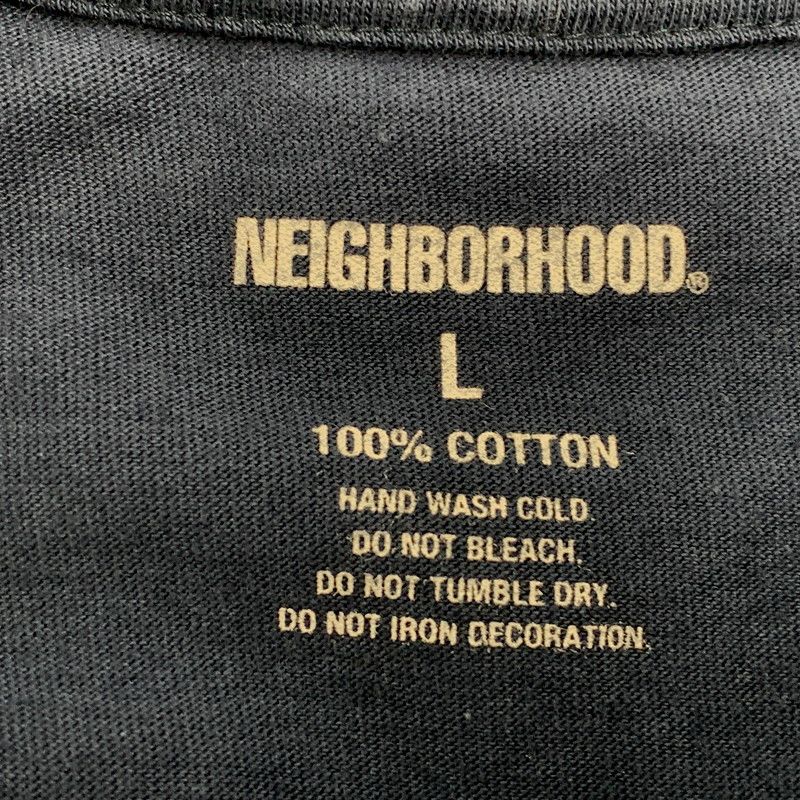 NEIGHBORHOOD®
L
100% COTTON
HAND WASH COLD.
DO NOT BLEACH.
DO NOT TUMBLE DRY.
DO NOT IRON DECORATION.